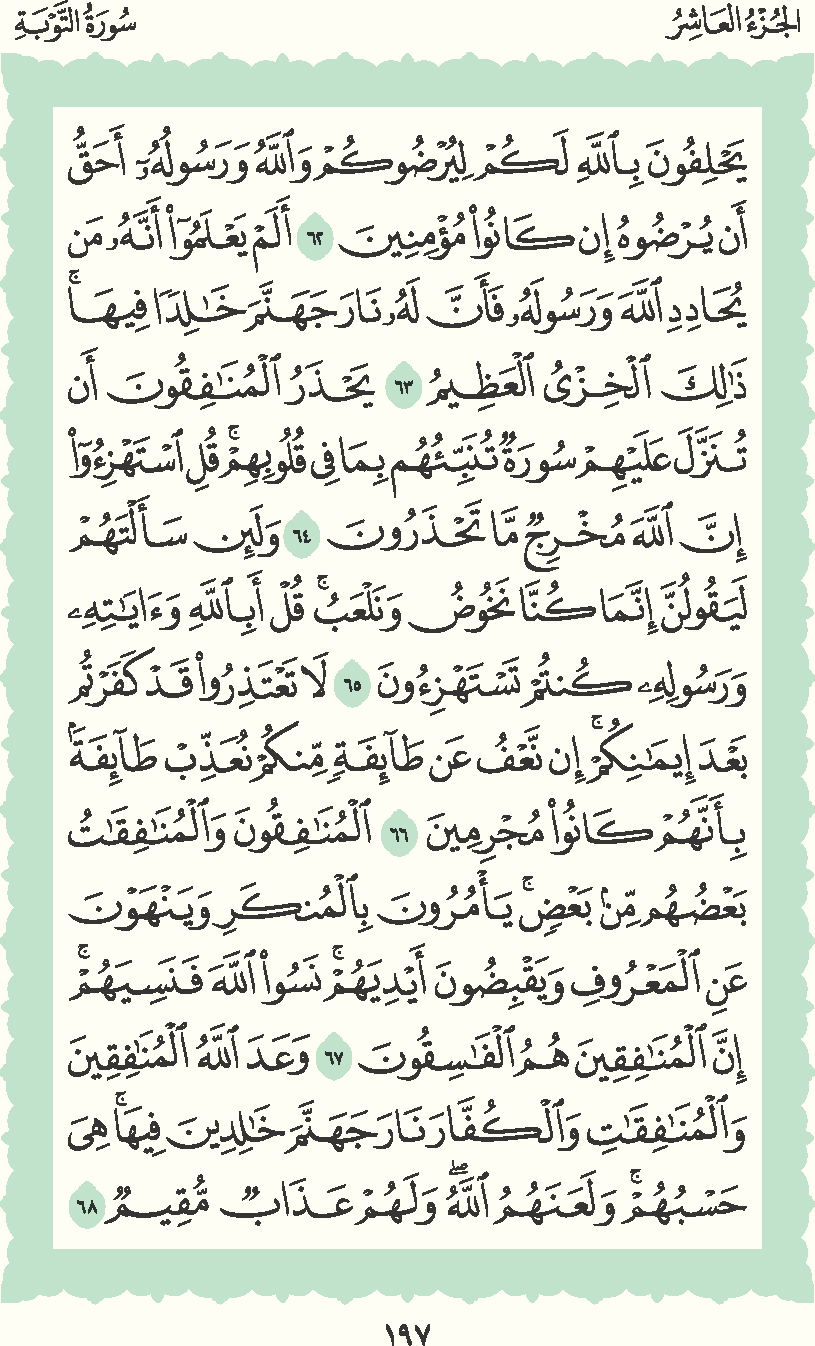 الجُزْءُ العَاشِرُ
سُورَةُ التَّوْبَةِ
يَحْلِفُونَ بِٱللَّهِ لَكُمْ لِيُرْضُوكُمْ وَٱللَّهُ وَرَسُولُهُۥٓ أَحَقُّ
أَن يُرْضُوهُ إِن كَانُوا۟ مُؤْمِنِينَ ٦٢ أَلَمْ يَعْلَمُوٓا۟ أَنَّهُۥ مَن
يُحَادِدِ ٱللَّهَ وَرَسُولَهُۥ فَأَنَّ لَهُۥ نَارَ جَهَنَّمَ خَـٰلِدًا فِيهَا ۚ
ذَٰلِكَ ٱلْخِزْىُ ٱلْعَظِيمُ ٦٣ يَحْذَرُ ٱلْمُنَـٰفِقُونَ أَن
تُنَزَّلَ عَلَيْهِمْ سُورَةٌ تُنَبِّئُهُم بِمَا فِى قُلُوبِهِمْ ۚ قُلِ ٱسْتَهْزِءُوٓا۟
إِنَّ ٱللَّهَ مُخْرِجٌ مَّا تَحْذَرُونَ ٦٤ وَلَئِن سَأَلْتَهُمْ
لَيَقُولُنَّ إِنَّمَا كُنَّا نَخُوضُ وَنَلْعَبُ ۚ قُلْ أَبِٱللَّهِ وَءَايَـٰتِهِۦ
وَرَسُولِهِۦ كُنتُمْ تَسْتَهْزِءُونَ ٦٥ لَا تَعْتَذِرُوا۟ قَدْ كَفَرْتُم
بَعْدَ إِيمَـٰنِكُمْ ۚ إِن نَّعْفُ عَن طَآئِفَةٍ مِّنكُمْ نُعَذِّبْ طَآئِفَةًۢ
بِأَنَّهُمْ كَانُوا۟ مُجْرِمِينَ ٦٦ ٱلْمُنَـٰفِقُونَ وَٱلْمُنَـٰفِقَـٰتُ
بَعْضُهُم مِّنۢ بَعْضٍ ۚ يَأْمُرُونَ بِٱلْمُنكَرِ وَيَنْهَوْنَ
عَنِ ٱلْمَعْرُوفِ وَيَقْبِضُونَ أَيْدِيَهُمْ ۚ نَسُوا۟ ٱللَّهَ فَنَسِيَهُمْ ۚ
إِنَّ ٱلْمُنَـٰفِقِينَ هُمُ ٱلْفَـٰسِقُونَ ٦٧ وَعَدَ ٱللَّهُ ٱلْمُنَـٰفِقِينَ
وَٱلْمُنَـٰفِقَـٰتِ وَٱلْكُفَّارَ نَارَ جَهَنَّمَ خَـٰلِدِينَ فِيهَا ۚ هِىَ
حَسْبُهُمْ ۚ وَلَعَنَهُمُ ٱللَّهُ ۖ وَلَهُمْ عَذَابٌ مُّقِيمٌ ٦٨
١٩٧